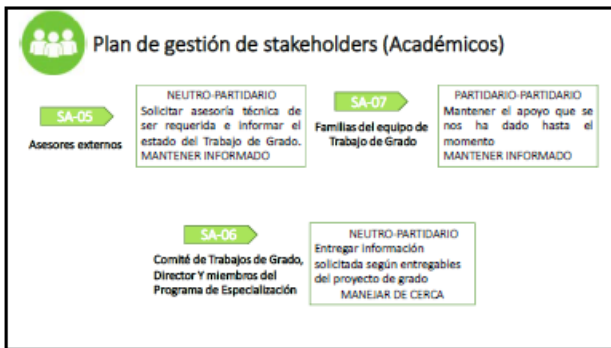 Plan de gestión de stakeholders (Académicos)
SA-05
Asesores externos
NEUTRO-PARTIDARIO
Solicitar asesoría técnica de
ser requerida e informar el
estado del Trabajo de Grado.
MANTENER INFORMADO
SA-07
Familias del equipo de
Trabajo de Grado
PARTIDARIO-PARTIDARIO
Mantener el apoyo que se
nos ha dado hasta el
momento
MANTENER INFORMADO
SA-06
Comité de Trabajos de Grado,
Director Y miembros del
Programa de Especialización
NEUTRO-PARTIDARIO
Entregar información
solicitada según entregables
del proyecto de grado
MANEJAR DE CERCA